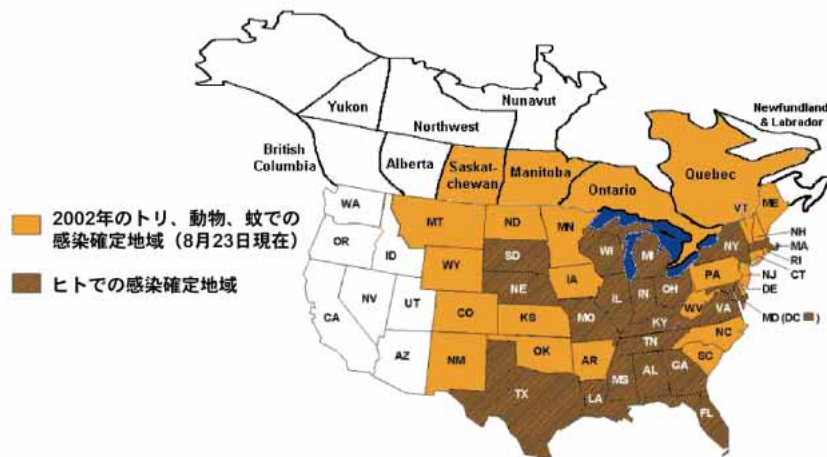 Yukon
Nunavut
Northwest
Newfoundland
& Labrador
British
Columbia
Alberta
Saskat-
chewan
Manitoba
Ontario
Quebec
2002年のトリ、動物、蚊での
感染確定地域（8月23日現在）
ヒトでの感染確定地域
WA
OR
ID
MT
ND
MN
SD
WY
NE
IA
WI
MI
NY
VT
ME
NH
MA
RI
CT
NJ
DE
MD (DC )
PA
CA
NV
UT
CO
KS
MO
IL
IN
OH
KY
WV
VA
NC
AZ
NM
OK
AR
TN
SC
MS
AL
GA
TX
LA
FL